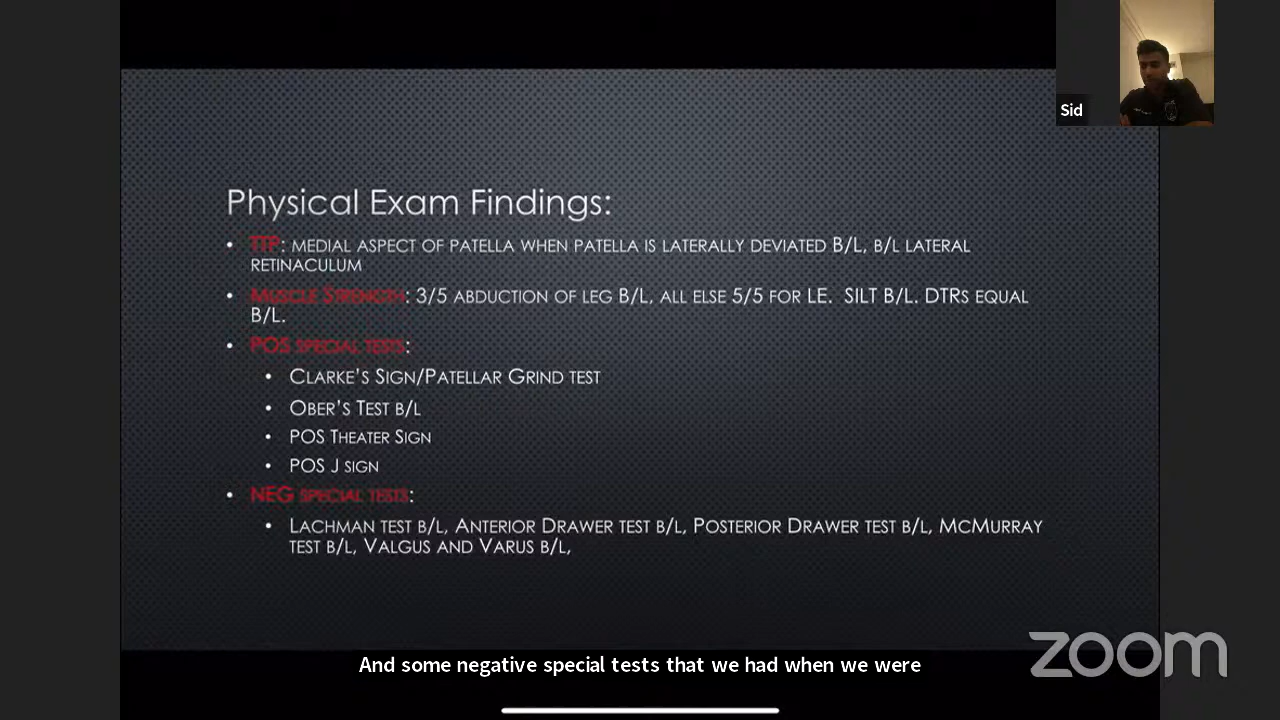 Sid
Physical Exam Findings:
• TTP: medial aspect of patella when patella is laterally deviated B/L, b/l lateral
retinaculum
• Muscle Strength: 3/5 abduction of leg B/L, all else 5/5 for LE. SILT B/L. DTRs equal
B/L.
• POS special tests:
• Clarke's Sign/Patellar Grind test
• Ober's Test b/l
• POS Theater Sign
• POS J sign
• NEG special tests:
• Lachman test b/l, Anterior Drawer test b/l, Posterior Drawer test b/l, McMurray
test b/l, Valgus and Varus b/l,
zoom
And some negative special tests that we had when we were